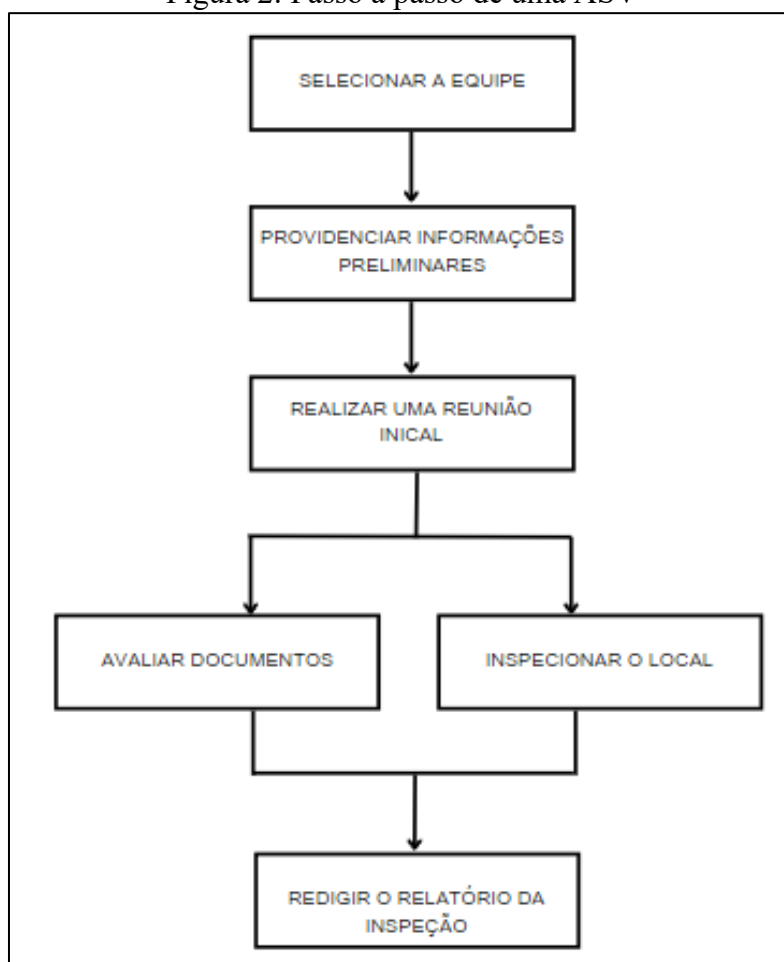 Figura 2: Passo a passo de uma ASV
SELECIONAR A EQUIPE
PROVIDENCIAR INFORMAÇÕES
PRELIMINARES
REALIZAR UMA REUNIÃO
INICAL
AVALIAR DOCUMENTOS
INSPECIONAR O LOCAL
REDIGIR O RELATÓRIO DA
INSPEÇÃO